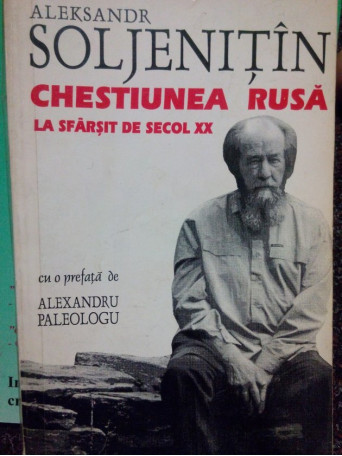 ALEKSANDR
SOLJENIȚÎN
CHESTIUNEA RUSĂ
LA SFÂRȘIT DE SECOL XX
cu o prefață de
ALEXANDRU
PALEOLOGU